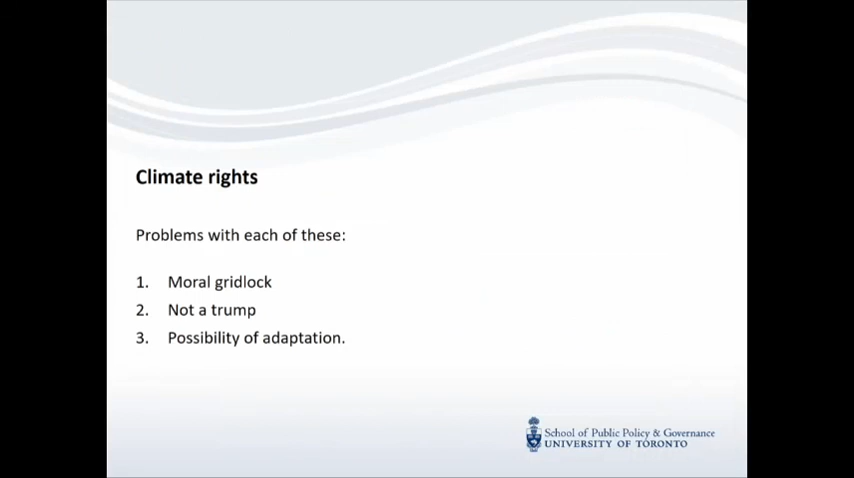 Climate rights
Problems with each of these:
1. Moral gridlock
2. Not a trump
3. Possibility of adaptation.
School of Public Policy & Governance
UNIVERSITY OF TORONTO